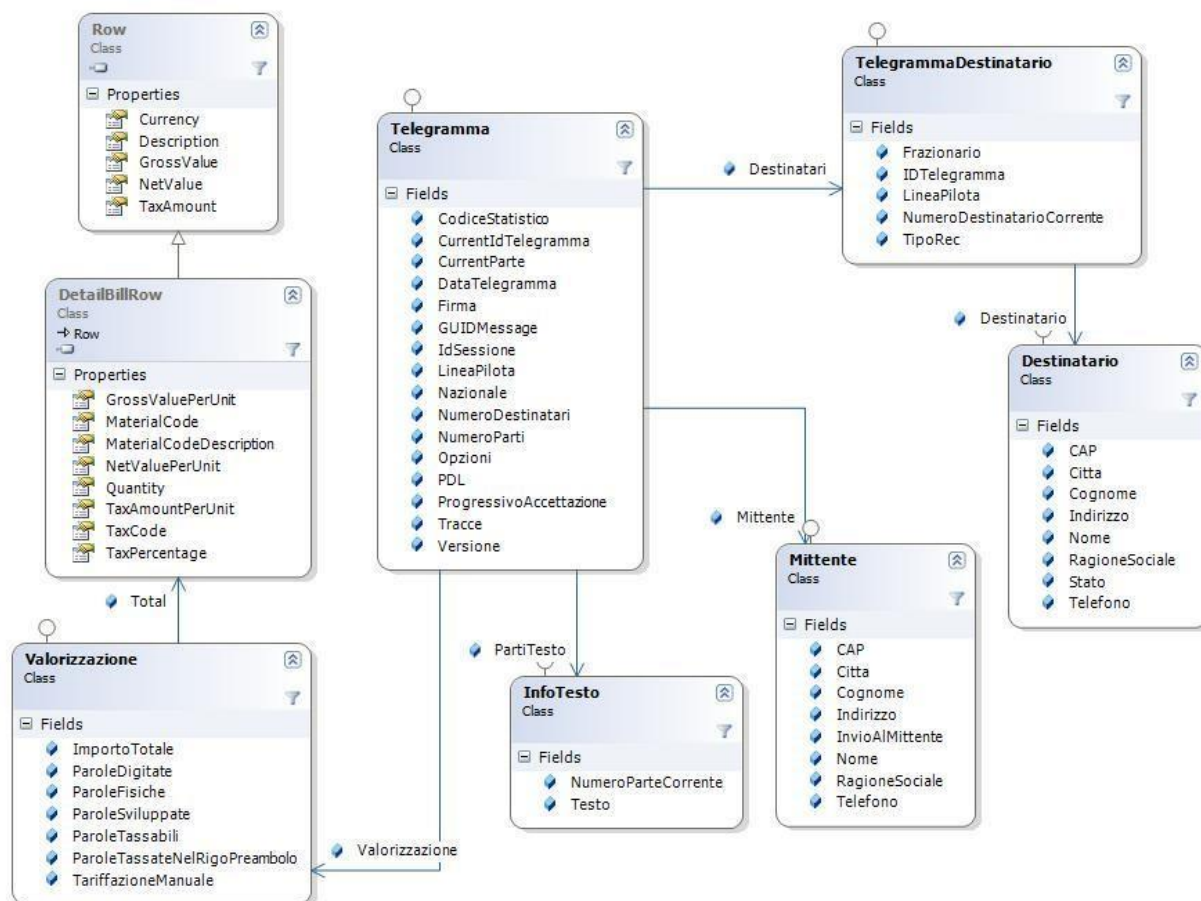 Row
Class
Properties
Currency
Description
GrossValue
NetValue
TaxAmount
DetailBillRow
Class
Row
Properties
GrossValuePerUnit
MaterialCode
MaterialCodeDescription
NetValuePerUnit
Quantity
TaxAmountPerUnit
TaxCode
TaxPercentage
Total
Valorizzazione
Class
Fields
ImportoTotale
ParoleDigitate
ParoleFisiche
ParoleSviluppate
ParoleTassabili
ParoleTassateNelRigoPreambolo
TariffazioneManuale
Telegramma
Class
Fields
CodiceStatistico
CurrentIdTelegramma
CurrentParte
DataTelegramma
Firma
GUIDMessage
IdSessione
LineaPilota
Nazionale
NumeroDestinatari
NumeroParti
Opzioni
PDL
ProgressivoAccettazione
Tracce
Versione
Valorizzazione
PartiTesto
InfoTesto
Class
Fields
NumeroParteCorrente
Testo
Mittente
Mittente
Class
Fields
CAP
Citta
Cognome
Indirizzo
InvioAlMittente
Nome
RagioneSociale
Telefono
Destinatari
TelegrammaDestinatario
Class
Fields
Frazionario
IDTelegramma
LineaPilota
NumeroDestinatarioCorrente
TipoRec
Destinatario
Destinatario
Class
Fields
CAP
Citta
Cognome
Indirizzo
Nome
RagioneSociale
Stato
Telefono